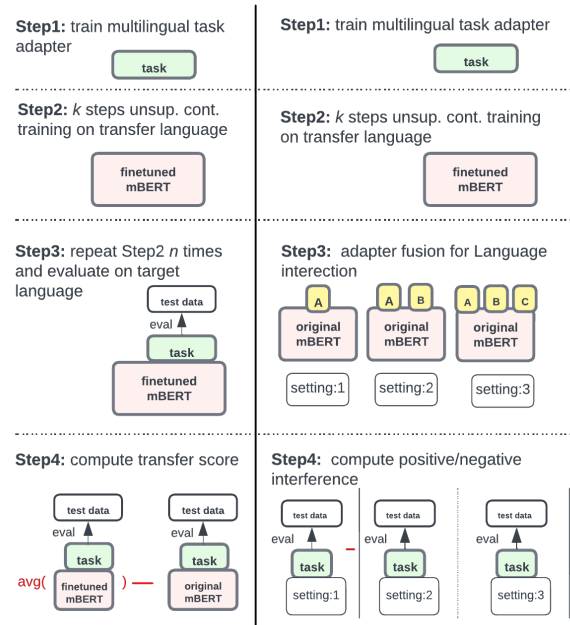 Step1: train multilingual task
adapter
task
Step2: k steps unsup. cont.
training on transfer language
finetuned
mBERT
Step3: repeat Step2 n times
and evaluate on target
language
test data
eval
task
finetuned
mBERT
Step4: compute transfer score
test data
test data
eval
eval
task
task
avg(
finetuned
mBERT
) —
original
mBERT
Step1: train multilingual task adapter
task
Step2: k steps unsup. cont. training
on transfer language
finetuned
mBERT
Step3: adapter fusion for Language
interection
A
A
B
A
B
C
original
mBERT
original
mBERT
original
mBERT
setting:1
setting:2
setting:3
Step4: compute positive/negative
interference
test data
test data
test data
eval
eval
eval
–
task
task
task
setting:1
setting:2
setting:3